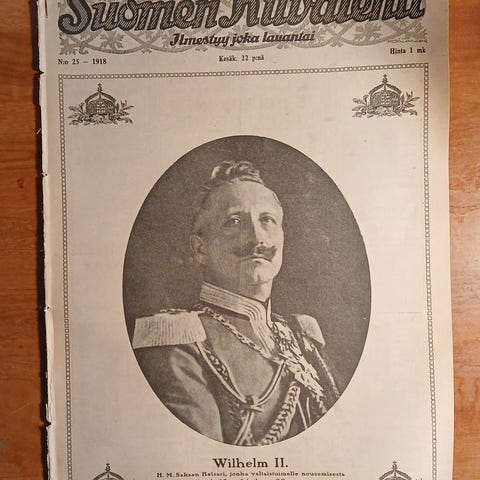 Suomen Kuvalehti
Ilmestyy joka lauantai
N:o 25 — 1918
Kesäk. 22 p:nä
Hinta 1 mk
Wilhelm II.
H. M. Saksan Keisari, jonka valtaistuimelle nousemisesta